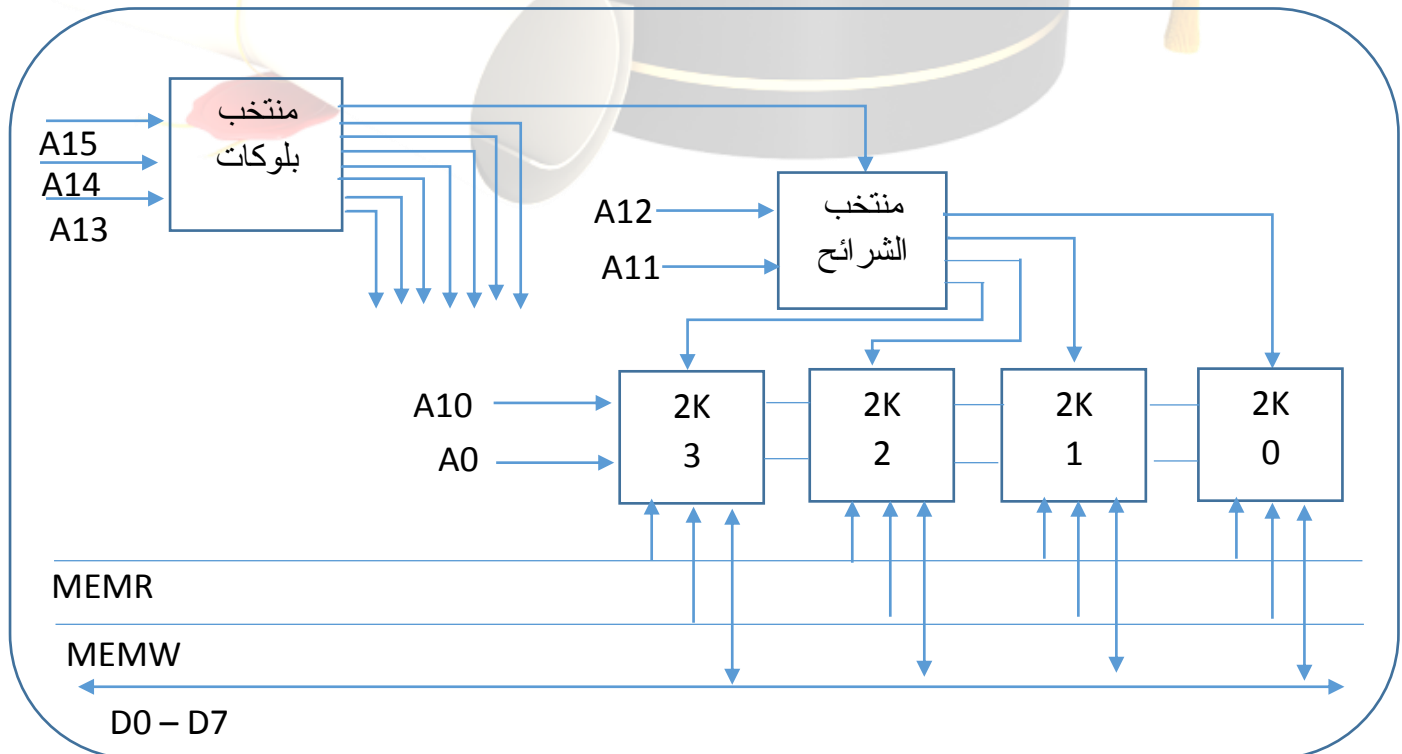 منتخب
بلوكات
A15
A14
A13
منتخب
الشرائح
A12
A11
A10
A0
2K
3
2K
2
2K
1
2K
0
MEMR
MEMW
D0 – D7